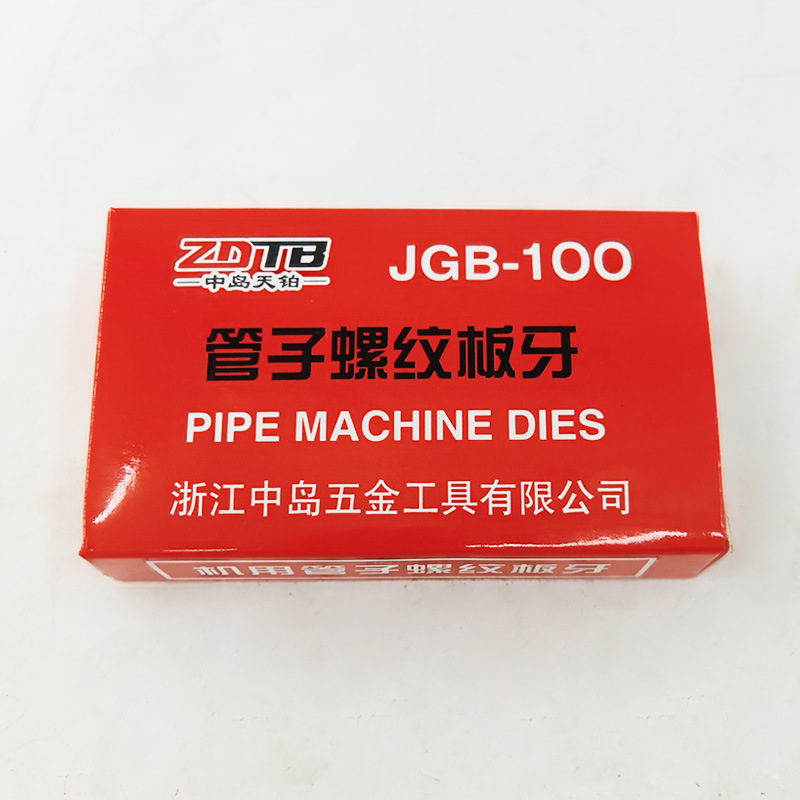 ZDTB
中岛天铂
JGB-100
管子螺纹板牙
PIPE MACHINE DIES
浙江中岛五金工具有限公司
机用管子螺纹板牙